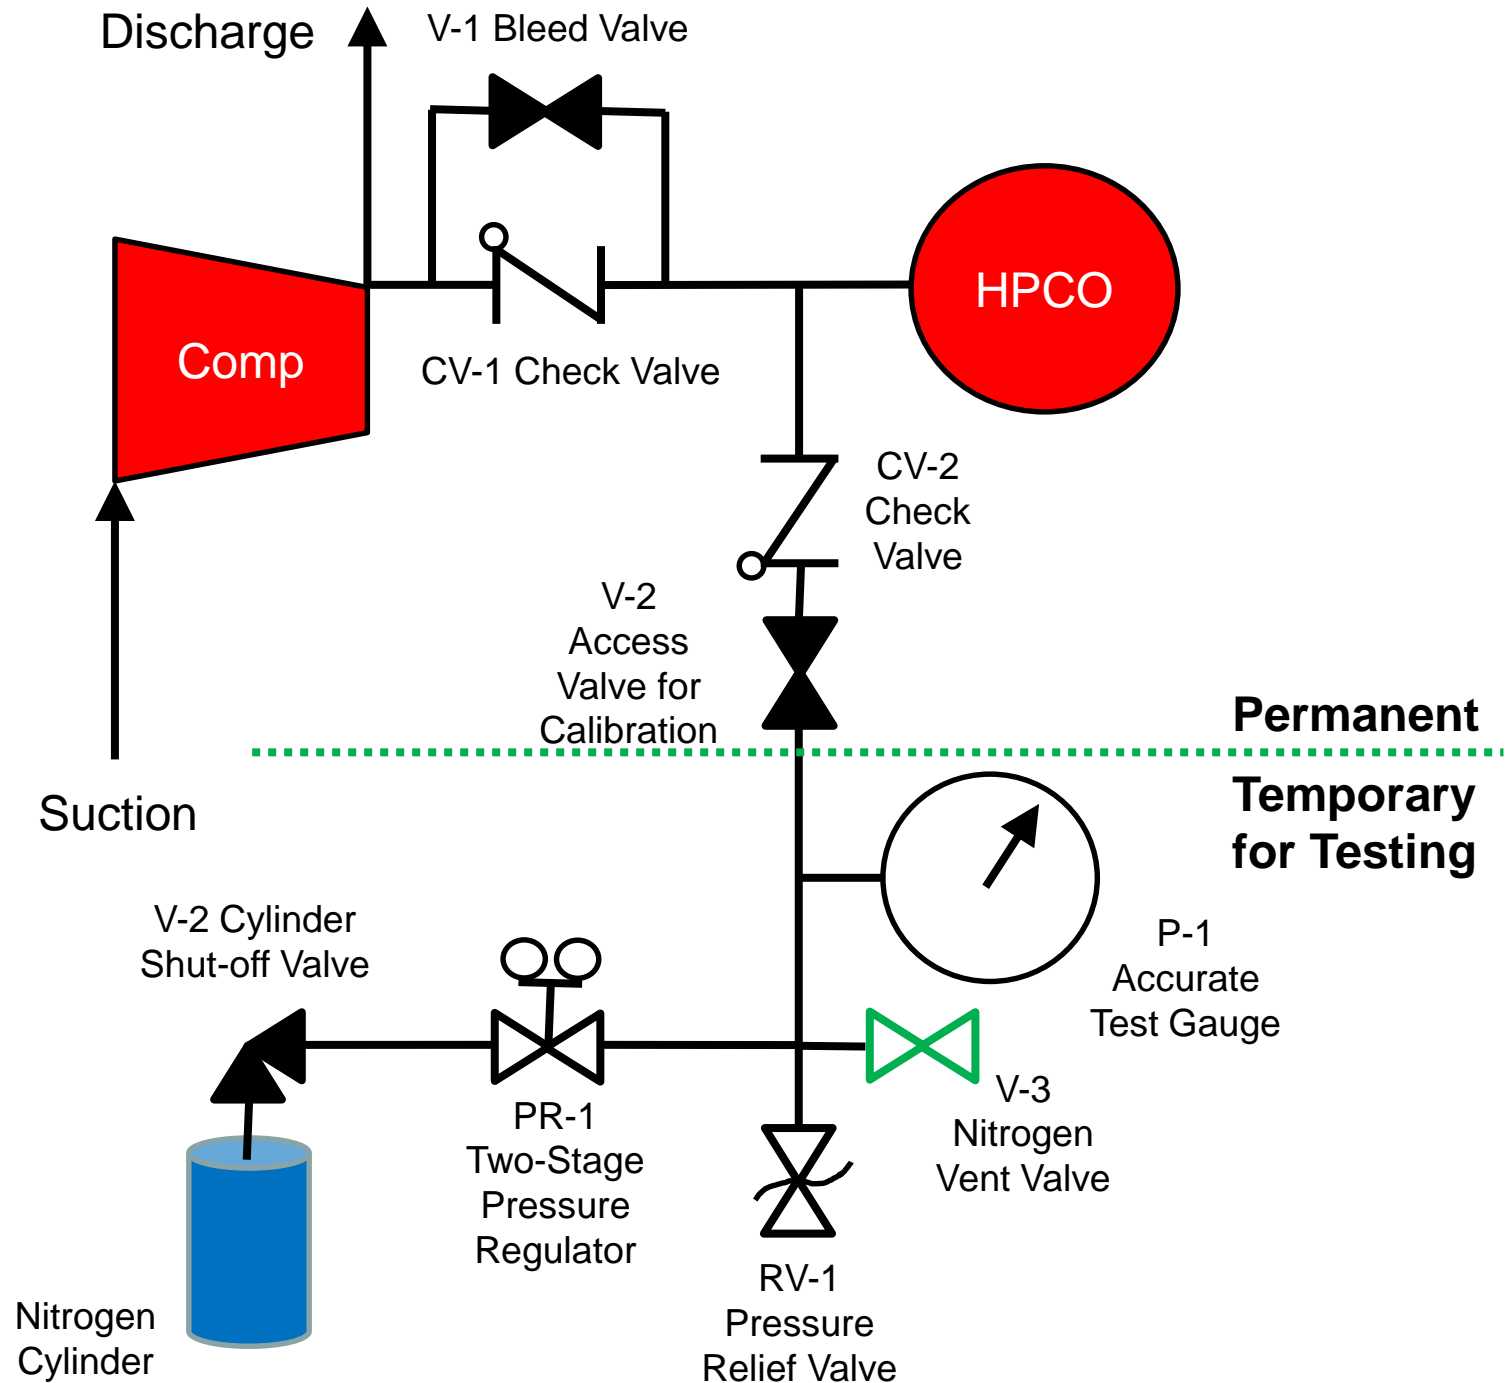 Discharge
V-1 Bleed Valve
HPCO
Comp
CV-1 Check Valve
CV-2
Check
Valve
V-2
Access
Valve for
Calibration
Permanent
Temporary
for Testing
Suction
V-2 Cylinder
Shut-off Valve
P-1
Accurate
Test Gauge
PR-1
Two-Stage
Pressure
Regulator
V-3
Nitrogen
Vent Valve
RV-1
Pressure
Relief Valve
Nitrogen
Cylinder